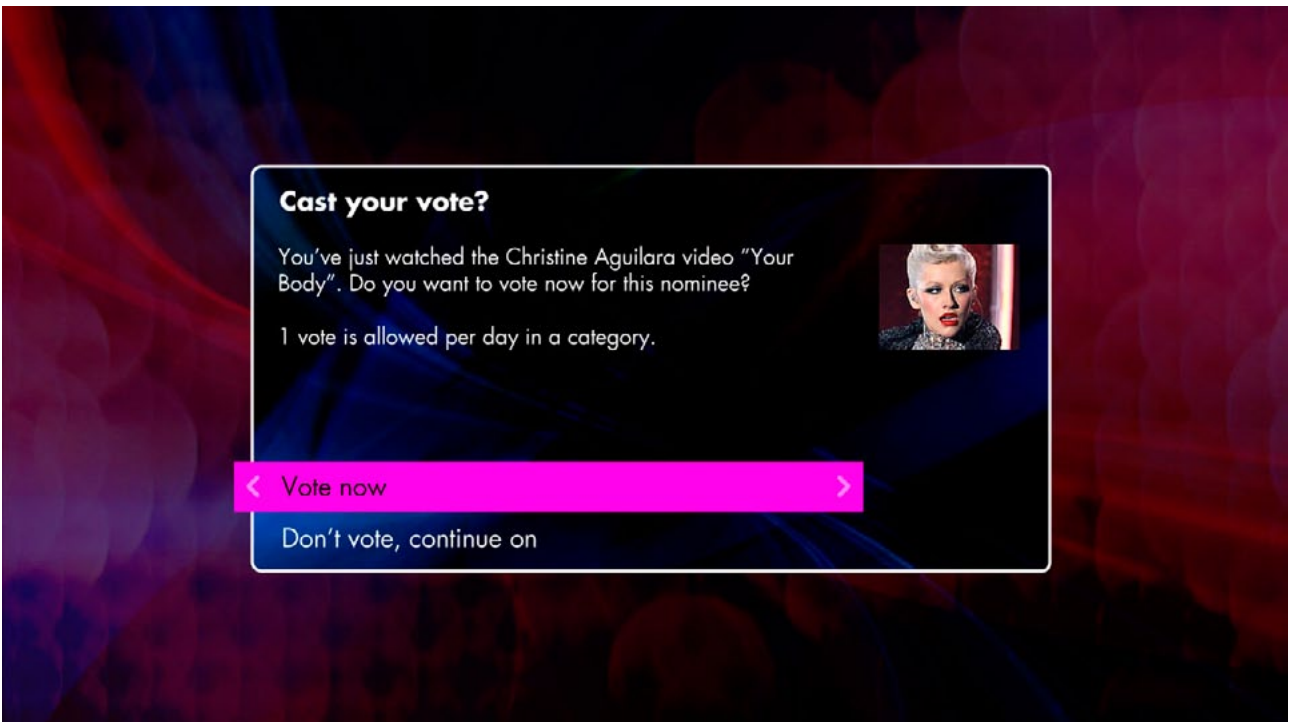 Cast your vote?
You've just watched the Christine Aguilara video "Your
Body". Do you want to vote now for this nominee?
1 vote is allowed per day in a category.
Vote now
Don't vote, continue on